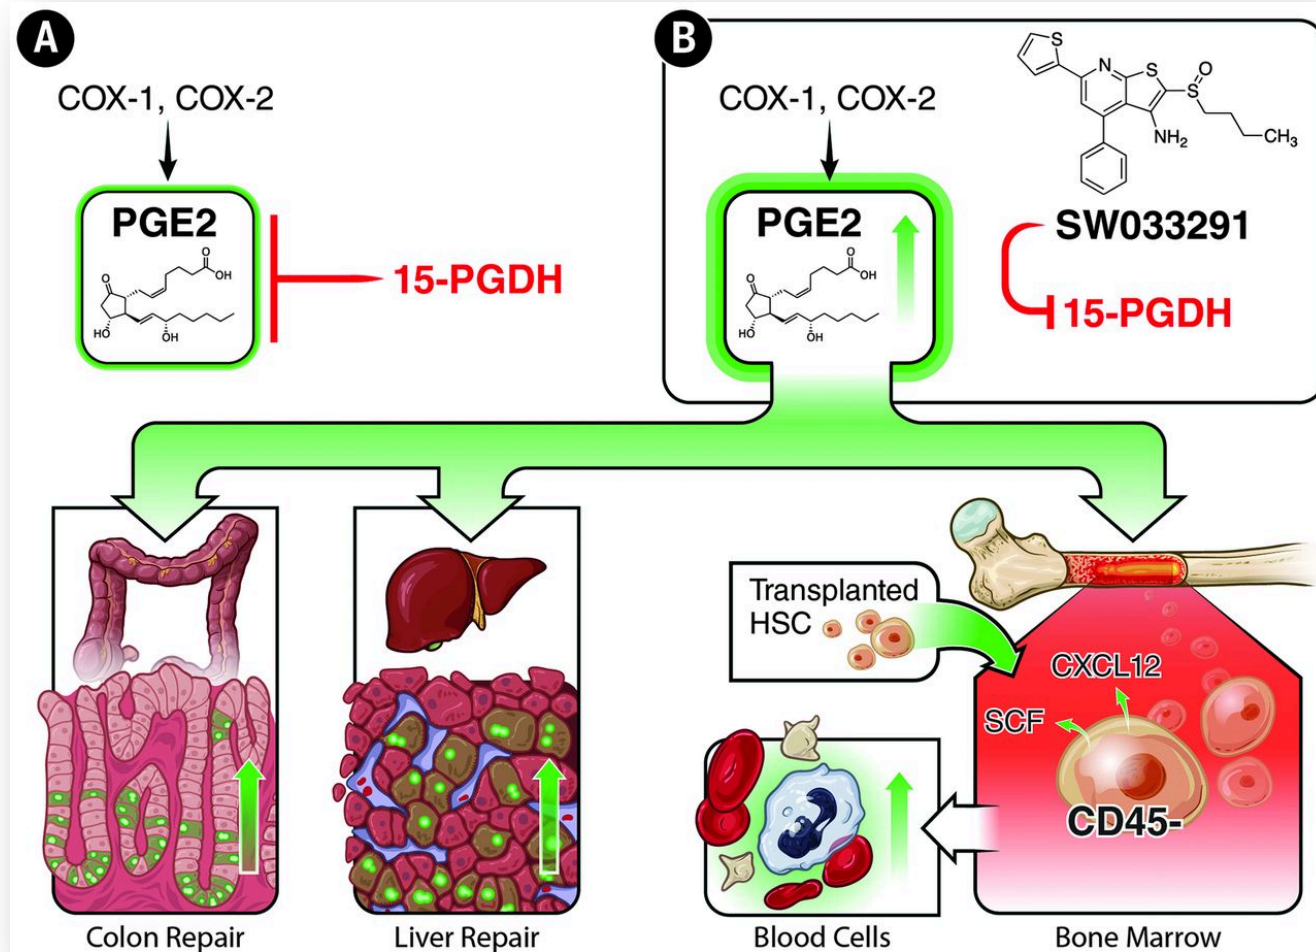 A
COX-1, COX-2
PGE2
O
O
OH
HO
OH
15-PGDH
B
COX-1, COX-2
PGE2
O
O
OH
HO
OH
S
N
S
O
S
NH2
CH3
SW033291
15-PGDH
Transplanted
HSC
CXCL12
SCF
CD45-
Colon Repair
Liver Repair
Blood Cells
Bone Marrow